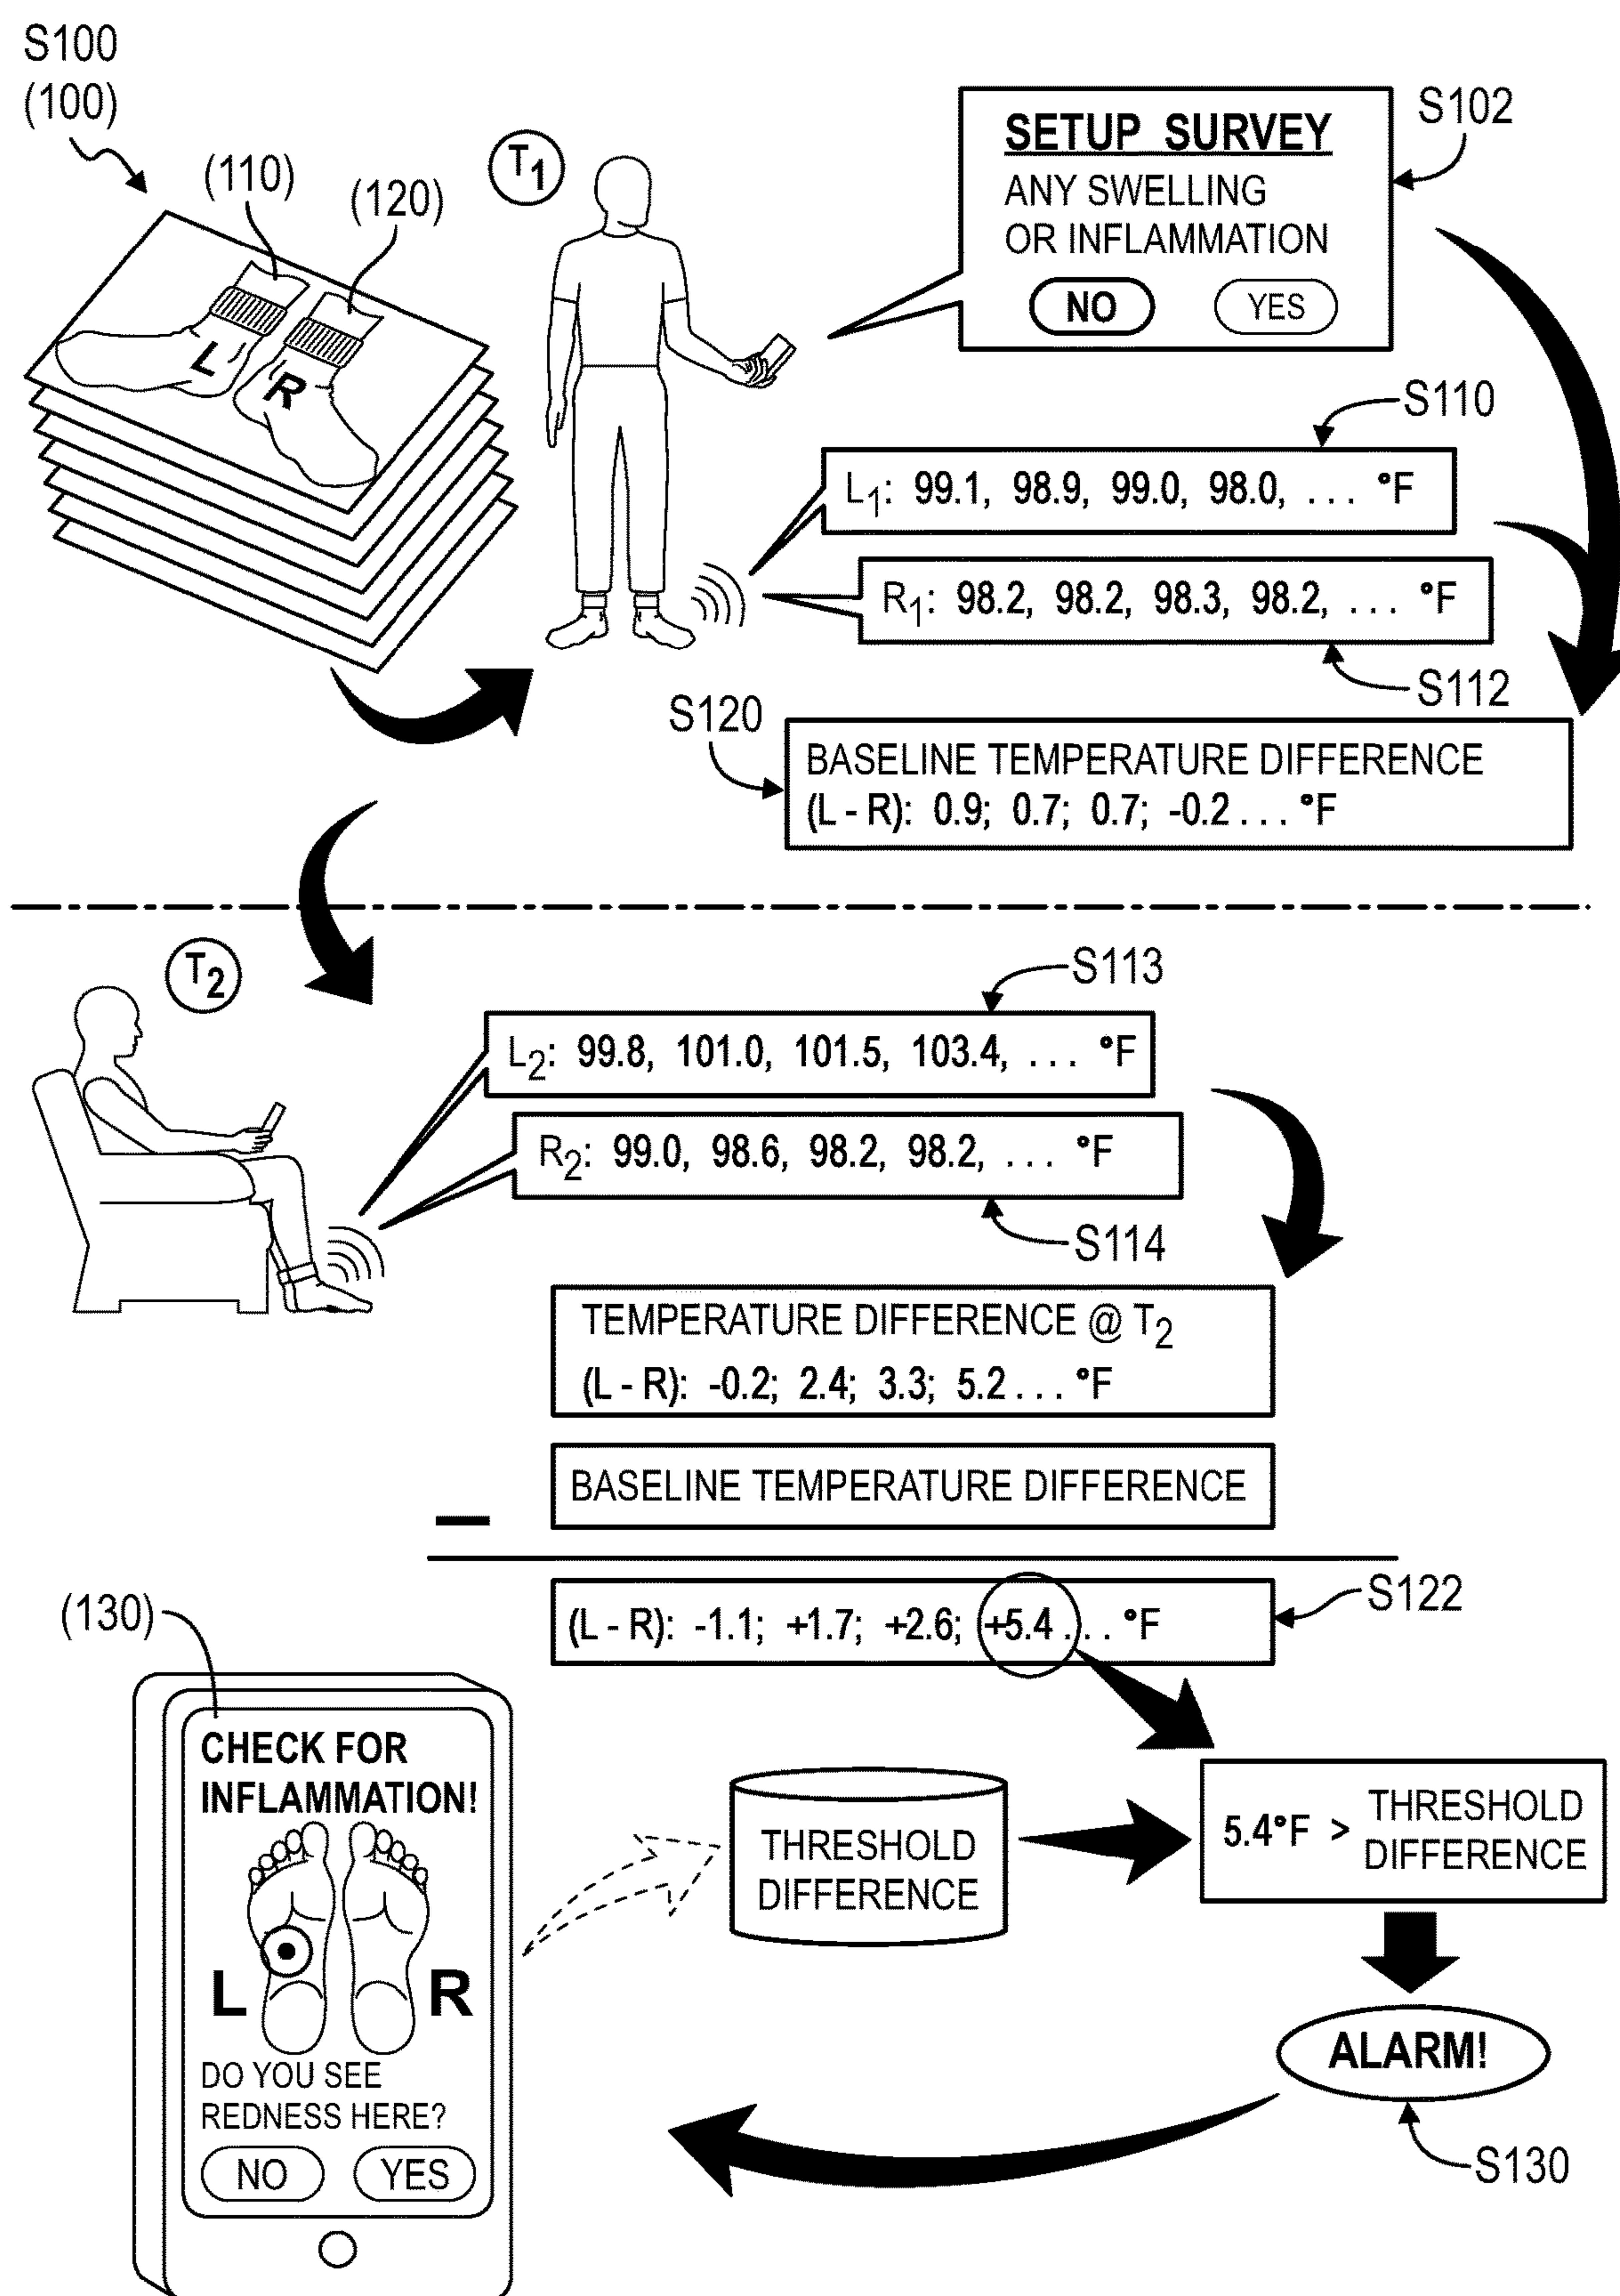 S100
(100)
(110)
(120)
L
R
T1
SETUP SURVEY
ANY SWELLING
OR INFLAMMATION
NO YES
S102
S110
L1: 99.1, 98.9, 99.0, 98.0, . . . °F
R1: 98.2, 98.2, 98.3, 98.2, . . . °F
S112
S120
BASELINE TEMPERATURE DIFFERENCE
(L - R): 0.9; 0.7; 0.7; -0.2 . . . °F
T2
S113
L2: 99.8, 101.0, 101.5, 103.4, . . . °F
R2: 99.0, 98.6, 98.2, 98.2, . . . °F
S114
TEMPERATURE DIFFERENCE @ T2
(L - R): -0.2; 2.4; 3.3; 5.2 . . . °F
BASELINE TEMPERATURE DIFFERENCE
–
(L - R): -1.1; +1.7; +2.6; +5.4 . . . °F
S122
(130)
CHECK FOR
INFLAMMATION!
L R
DO YOU SEE
REDNESS HERE?
NO YES
THRESHOLD
DIFFERENCE
5.4°F > THRESHOLD
DIFFERENCE
ALARM!
S130